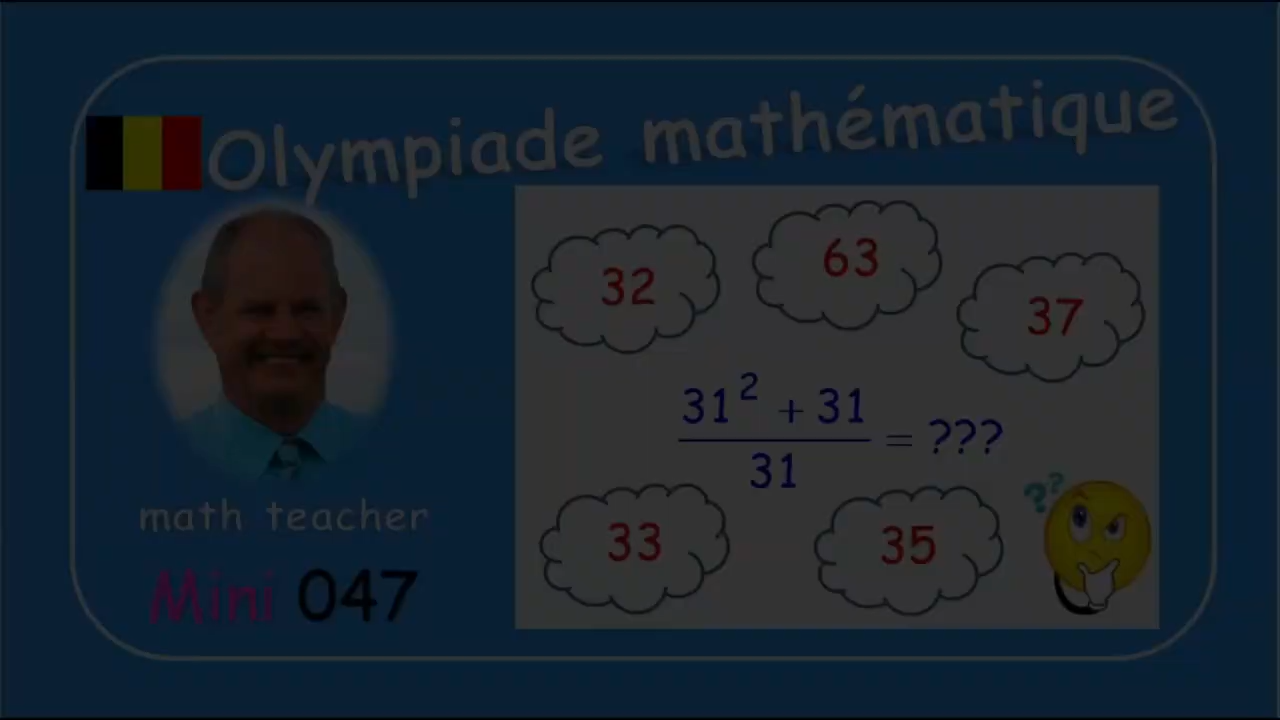 Olympiade mathématique
math teacher
Mini 047
32
63
37
31² + 31
31
= ???
33
35
??